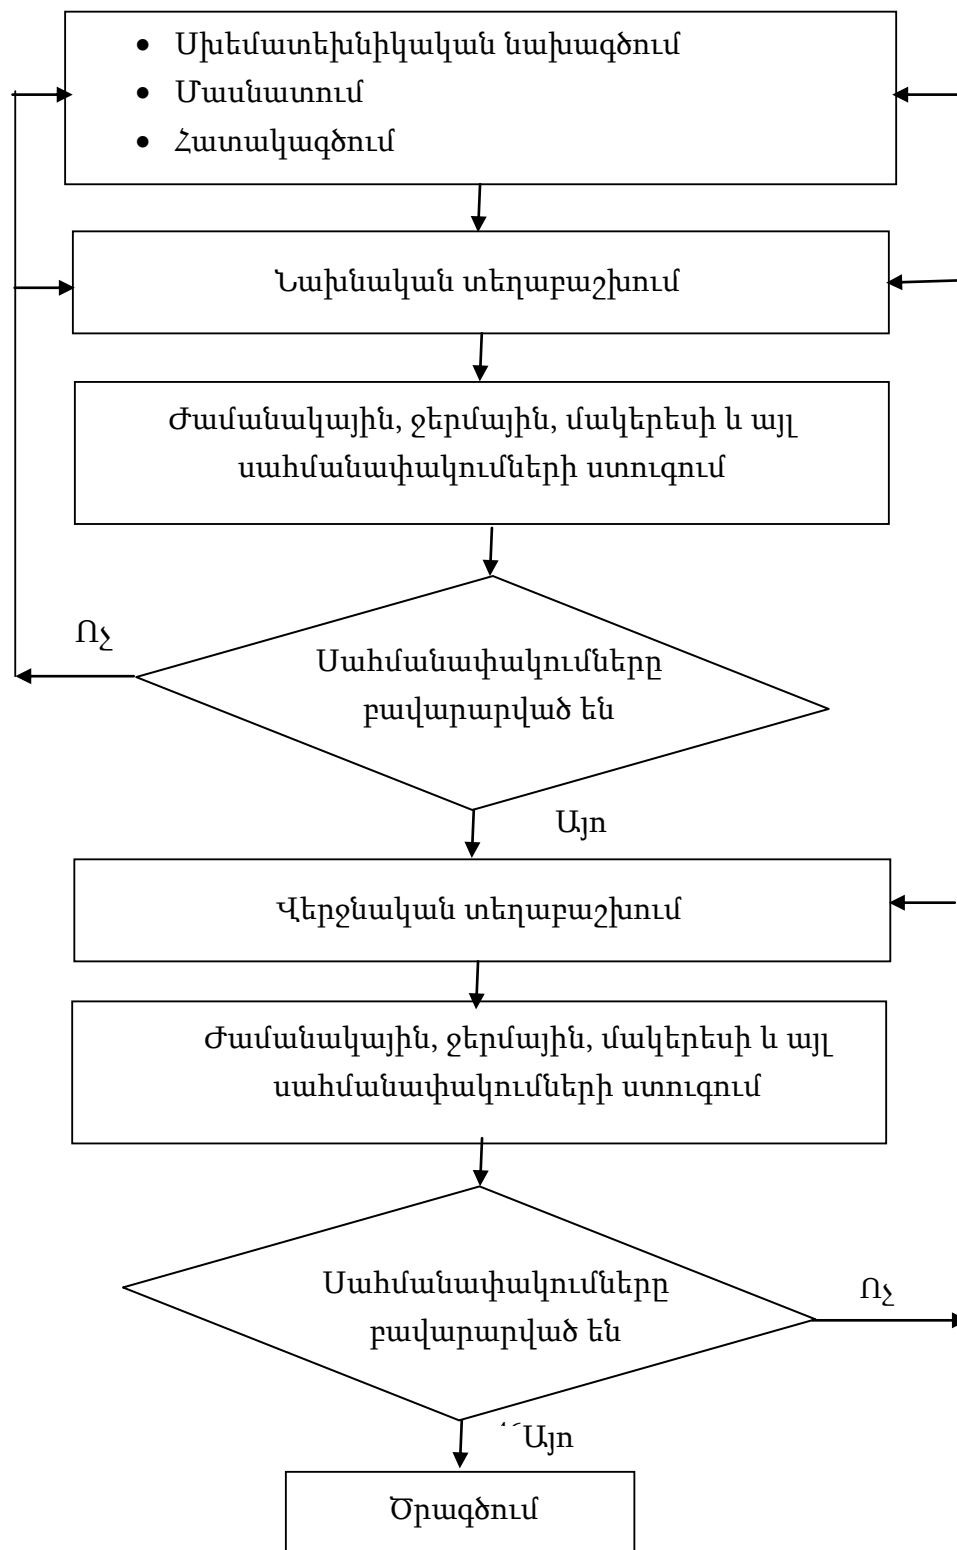 • Սխեմատեխնիկական նախագծում
• Մասնատում
• Հատակագծում
Նախնական տեղաբաշխում
Ժամանակային, ջերմային, մակերեսի և այլ
սահմանափակումների ստուգում
Ոչ
Սահմանափակումները
բավարարված են
Այո
Վերջնական տեղաբաշխում
Ժամանակային, ջերմային, մակերեսի և այլ
սահմանափակումների ստուգում
Սահմանափակումները
բավարարված են
Ոչ
Այո
Ծրագծում